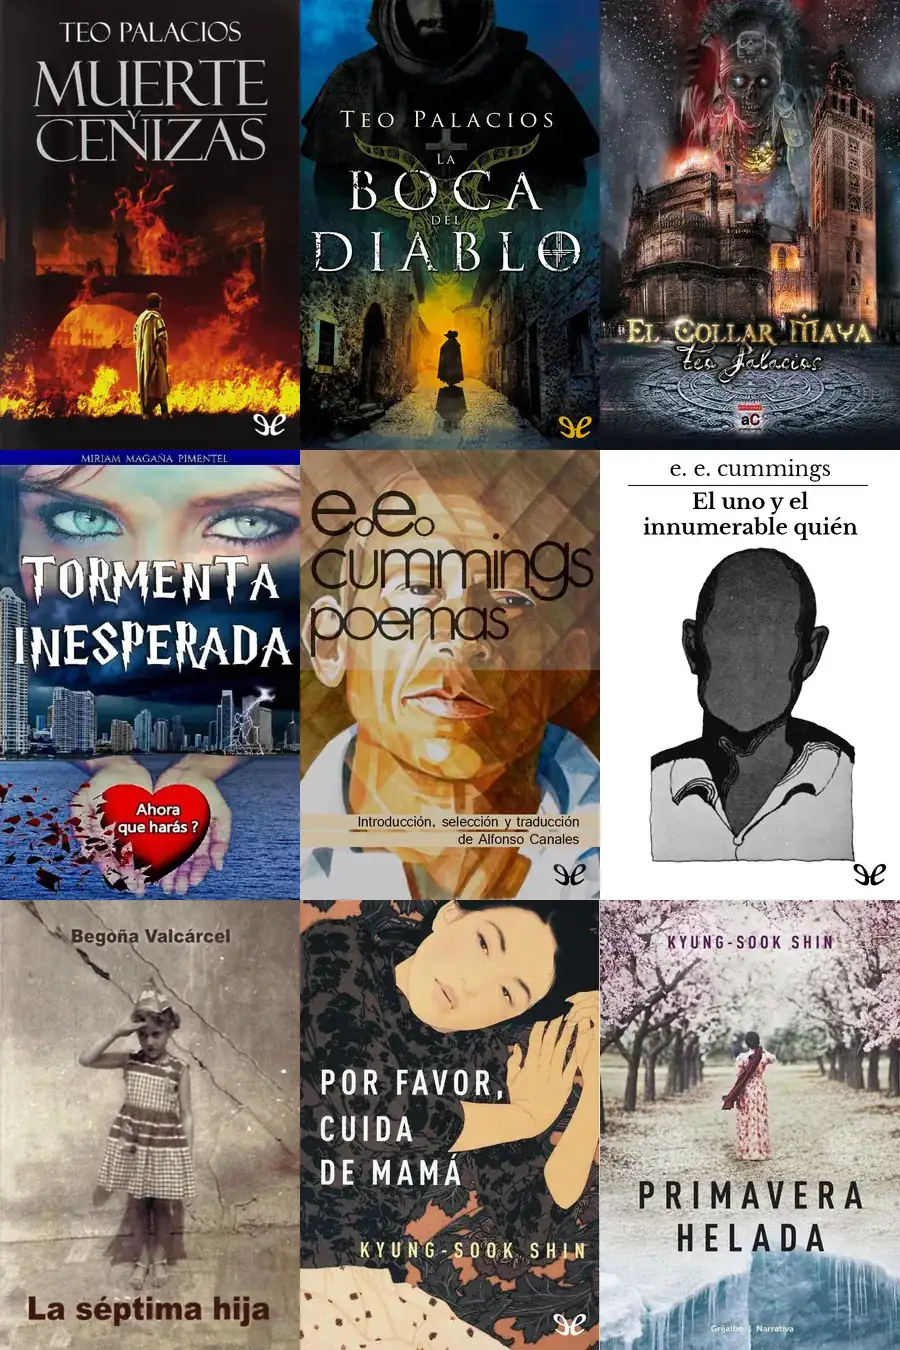 TEO PALACIOS
MUERTE
Y
CENIZAS
TEO PALACIOS
LA
BOCA
DEL
DIABLO
EL COLLAR MAYA
Teo Palacios
aC
MIRIAM MAGAÑA PIMENTEL
TORMENTA
INESPERADA
Ahora
que harás ?
e.e.
cummings
poemas
Introducción, selección y traducción
de Alfonso Canales
e. e. cummings
El uno y el
innumerable quién
Begoña Valcárcel
La séptima hija
POR FAVOR,
CUIDA
DE MAMÁ
KYUNG-SOOK SHIN
KYUNG-SOOK SHIN
PRIMAVERA
HELADA
Grijalbo Narrativa